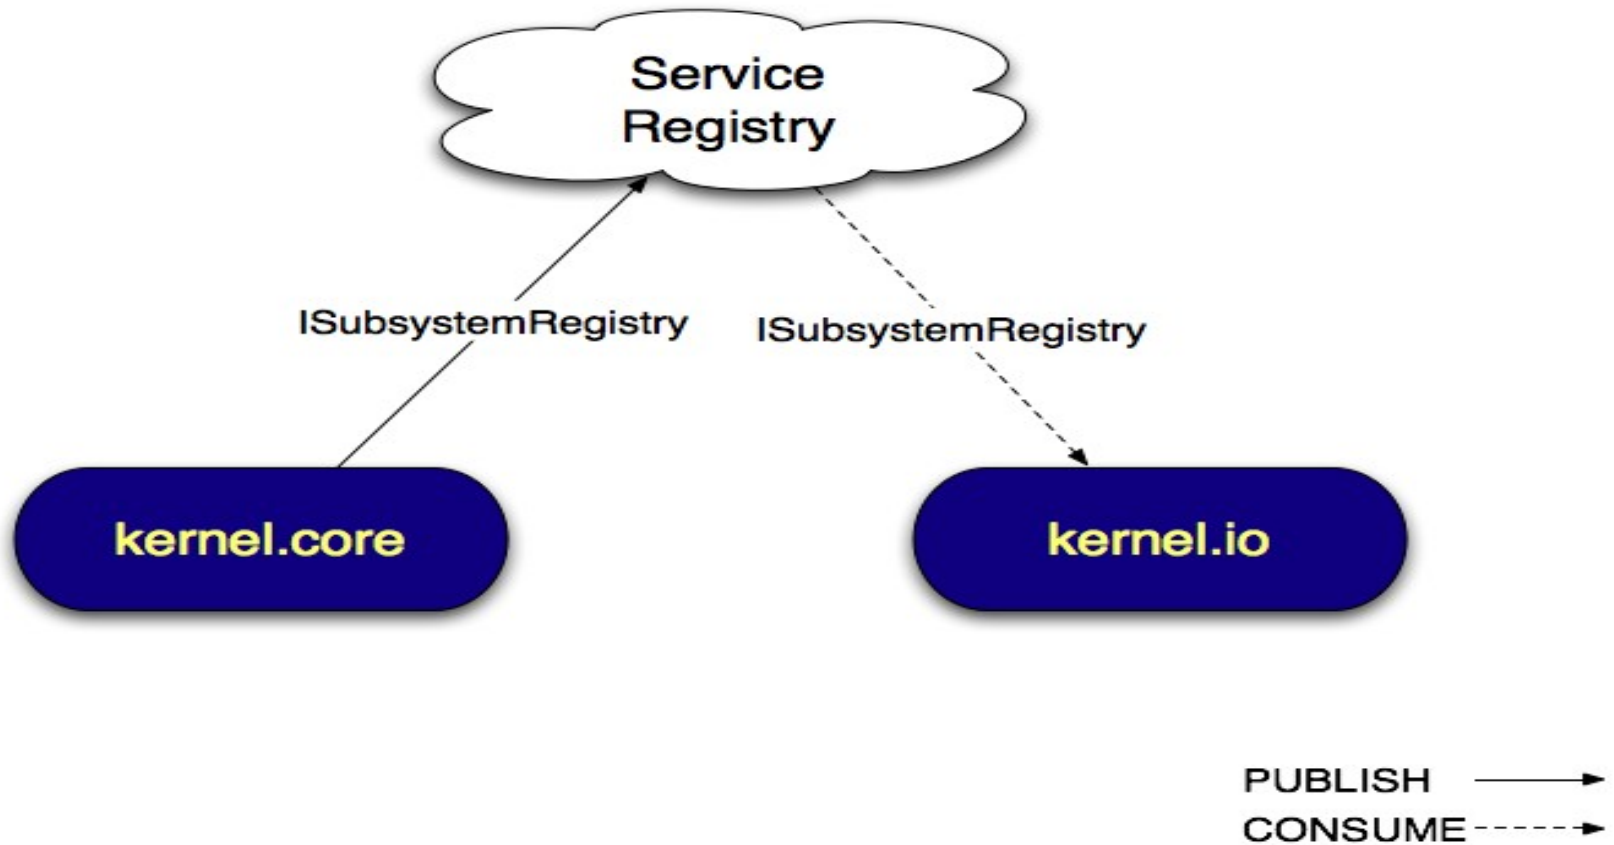 Service
Registry
ISubsystemRegistry
ISubsystemRegistry
kernel.core
kernel.io
PUBLISH
CONSUME